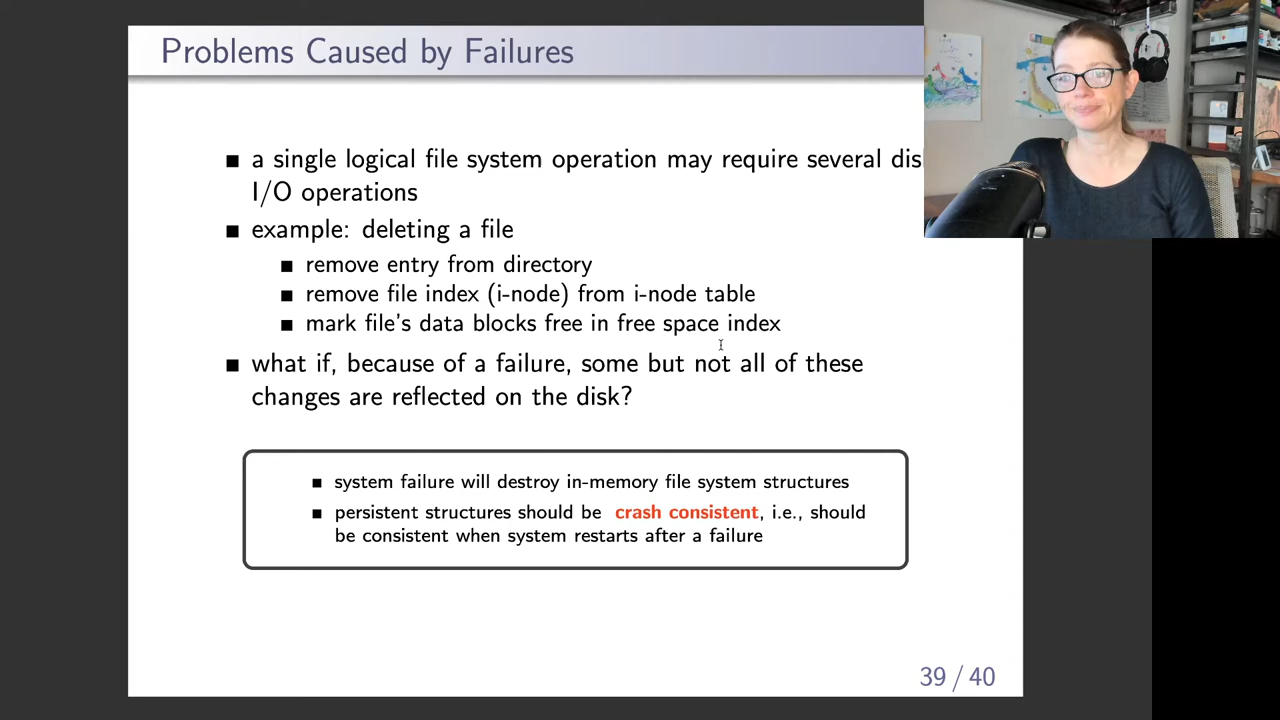 Problems Caused by Failures
a single logical file system operation may require several
I/O operations
example: deleting a file
remove entry from directory
remove file index (i-node) from i-node table
mark file's data blocks free in free space index
what if, because of a failure, some but not all of these
changes are reflected on the disk?
system failure will destroy in-memory file system structures
persistent structures should be crash consistent, i.e., should
be consistent when system restarts after a failure
39 / 40